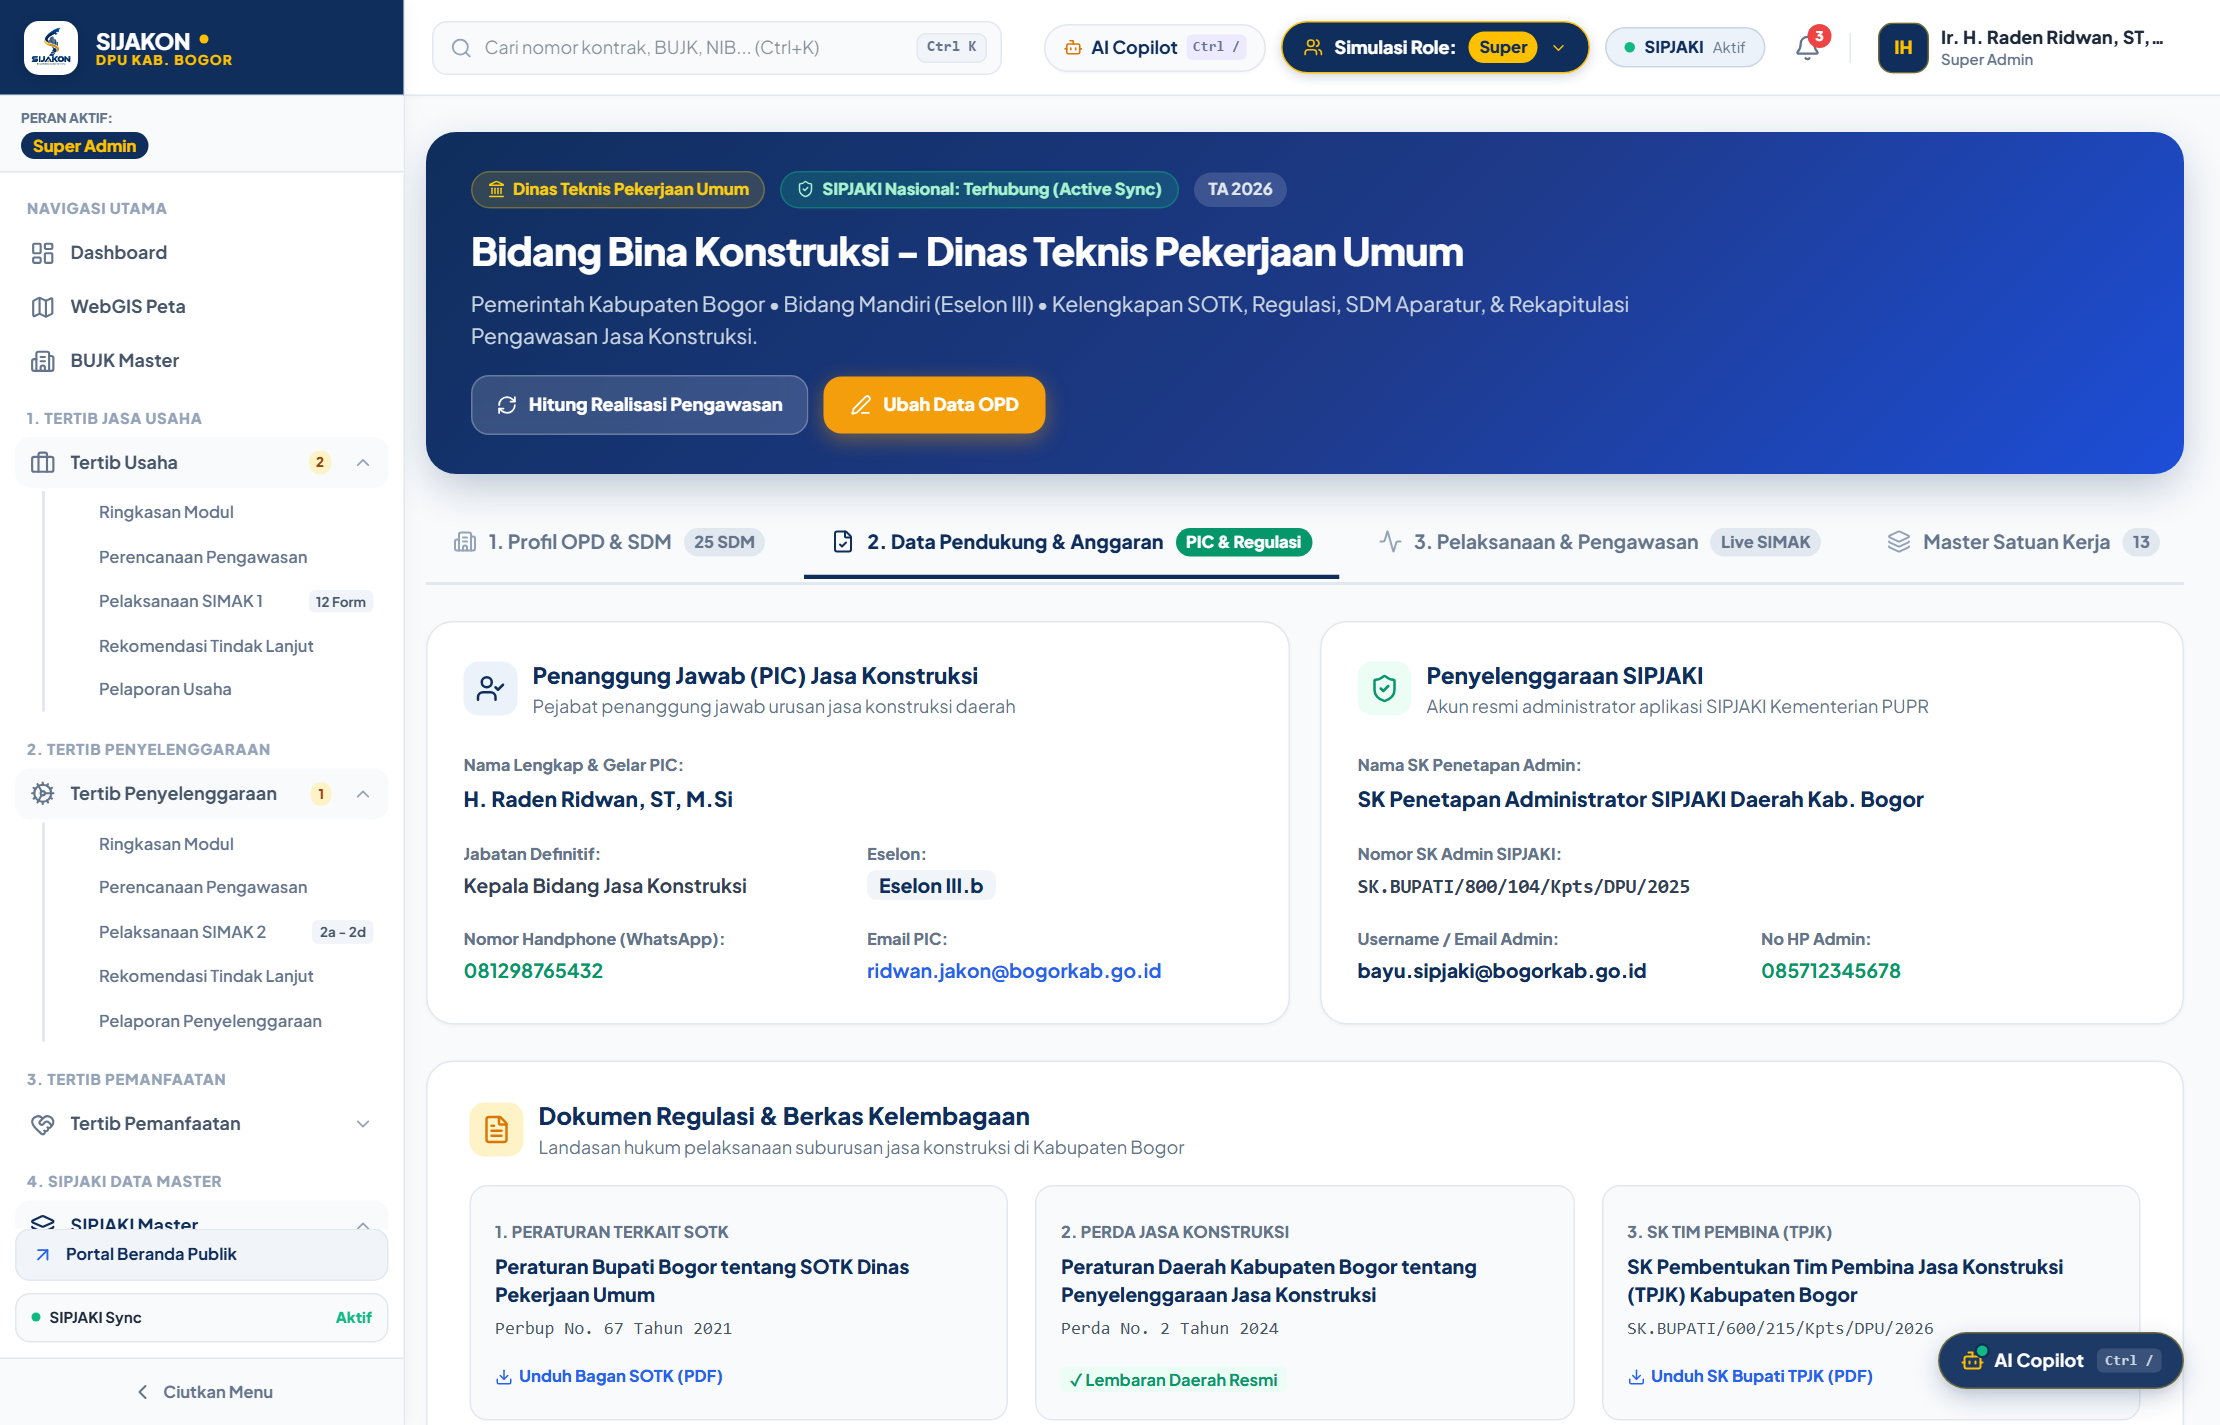 SIJAKON
SIJAKON
DPU KAB. BOGOR
Cari nomor kontrak, BUJK, NIB... (Ctrl+K)
Ctrl K
AI Copilot Ctrl /
Simulasi Role: Super
SIPJAKI Aktif
3
IH
Ir. H. Raden Ridwan, ST,...
Super Admin
PERAN AKTIF:
Super Admin
NAVIGASI UTAMA
Dashboard
WebGIS Peta
BUJK Master
1. TERTIB JASA USAHA
Tertib Usaha 2
Ringkasan Modul
Perencanaan Pengawasan
Pelaksanaan SIMAK 1 12 Form
Rekomendasi Tindak Lanjut
Pelaporan Usaha
2. TERTIB PENYELENGGARAAN
Tertib Penyelenggaraan 1
Ringkasan Modul
Perencanaan Pengawasan
Pelaksanaan SIMAK 2 2a - 2d
Rekomendasi Tindak Lanjut
Pelaporan Penyelenggaraan
3. TERTIB PEMANFAATAN
Tertib Pemanfaatan
4. SIPJAKI DATA MASTER
SIPJAKI Master
Portal Beranda Publik
SIPJAKI Sync Aktif
Ciutkan Menu
Dinas Teknis Pekerjaan Umum
SIPJAKI Nasional: Terhubung (Active Sync)
TA 2026
Bidang Bina Konstruksi – Dinas Teknis Pekerjaan Umum
Pemerintah Kabupaten Bogor • Bidang Mandiri (Eselon III) • Kelengkapan SOTK, Regulasi, SDM Aparatur, & Rekapitulasi
Pengawasan Jasa Konstruksi.
Hitung Realisasi Pengawasan
Ubah Data OPD
1. Profil OPD & SDM 25 SDM
2. Data Pendukung & Anggaran PIC & Regulasi
3. Pelaksanaan & Pengawasan Live SIMAK
Master Satuan Kerja 13
Penanggung Jawab (PIC) Jasa Konstruksi
Pejabat penanggung jawab urusan jasa konstruksi daerah
Nama Lengkap & Gelar PIC:
H. Raden Ridwan, ST, M.Si
Jabatan Definitif:
Kepala Bidang Jasa Konstruksi
Eselon:
Eselon III.b
Nomor Handphone (WhatsApp):
081298765432
Email PIC:
ridwan.jakon@bogorkab.go.id
Penyelenggaraan SIPJAKI
Akun resmi administrator aplikasi SIPJAKI Kementerian PUPR
Nama SK Penetapan Admin:
SK Penetapan Administrator SIPJAKI Daerah Kab. Bogor
Nomor SK Admin SIPJAKI:
SK.BUPATI/800/104/Kpts/DPU/2025
Username / Email Admin:
bayu.sipjaki@bogorkab.go.id
No HP Admin:
085712345678
Dokumen Regulasi & Berkas Kelembagaan
Landasan hukum pelaksanaan suburusan jasa konstruksi di Kabupaten Bogor
1. PERATURAN TERKAIT SOTK
Peraturan Bupati Bogor tentang SOTK Dinas
Pekerjaan Umum
Perbup No. 67 Tahun 2021
Unduh Bagan SOTK (PDF)
2. PERDA JASA KONSTRUKSI
Peraturan Daerah Kabupaten Bogor tentang
Penyelenggaraan Jasa Konstruksi
Perda No. 2 Tahun 2024
✓ Lembaran Daerah Resmi
3. SK TIM PEMBINA (TPJK)
SK Pembentukan Tim Pembina Jasa Konstruksi
(TPJK) Kabupaten Bogor
SK.BUPATI/600/215/Kpts/DPU/2026
Unduh SK Bupati TPJK (PDF)
AI Copilot Ctrl /